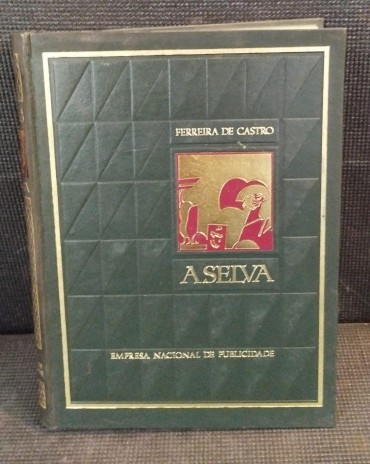 FERREIRA DE CASTRO
A SELVA
EMPRESA NACIONAL DE PUBLICIDADE